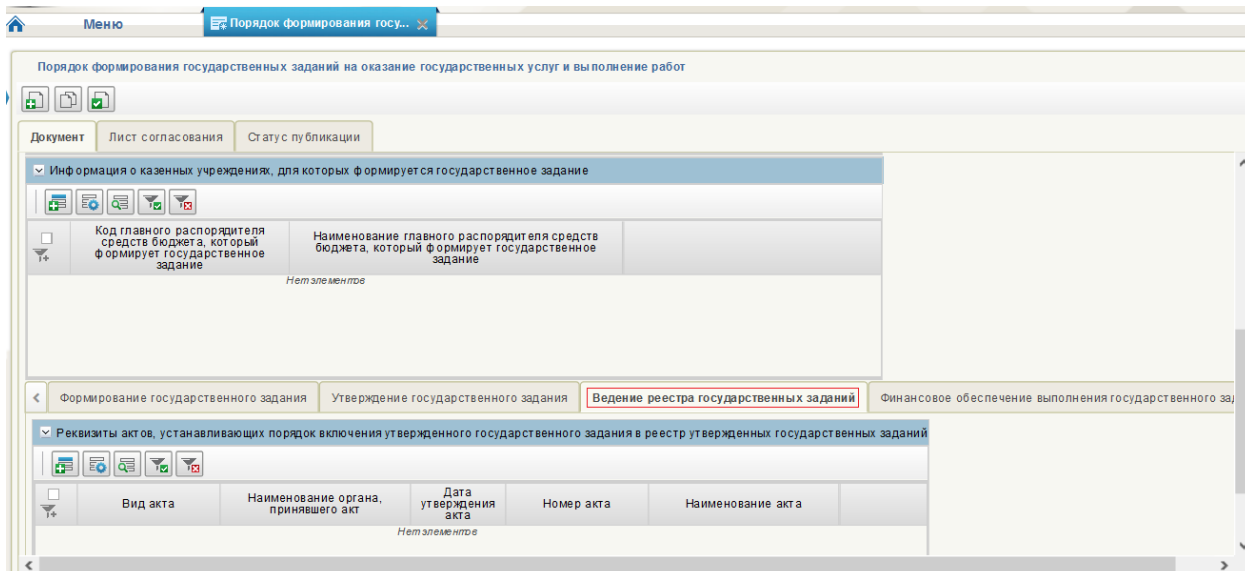 Меню
Порядок формирования госу...
Порядок формирования государственных заданий на оказание государственных услуг и выполнение работ
Документ
Лист согласования
Статус публикации
Информация о казенных учреждениях, для которых формируется государственное задание
Код главного распорядителя
средств бюджета, который
формирует государственное
задание
Наименование главного распорядителя средств
бюджета, который формирует государственное
задание
Нет элементов
Формирование государственного задания
Утверждение государственного задания
Ведение реестра государственных заданий
Финансовое обеспечение выполнения государственного за
Реквизиты актов, устанавливающих порядок включения утвержденного государственного задания в реестр утвержденных государственных заданий
Вид акта
Наименование органа,
принявшего акт
Дата
утверждения
акта
Номер акта
Наименование акта
Нет элементов